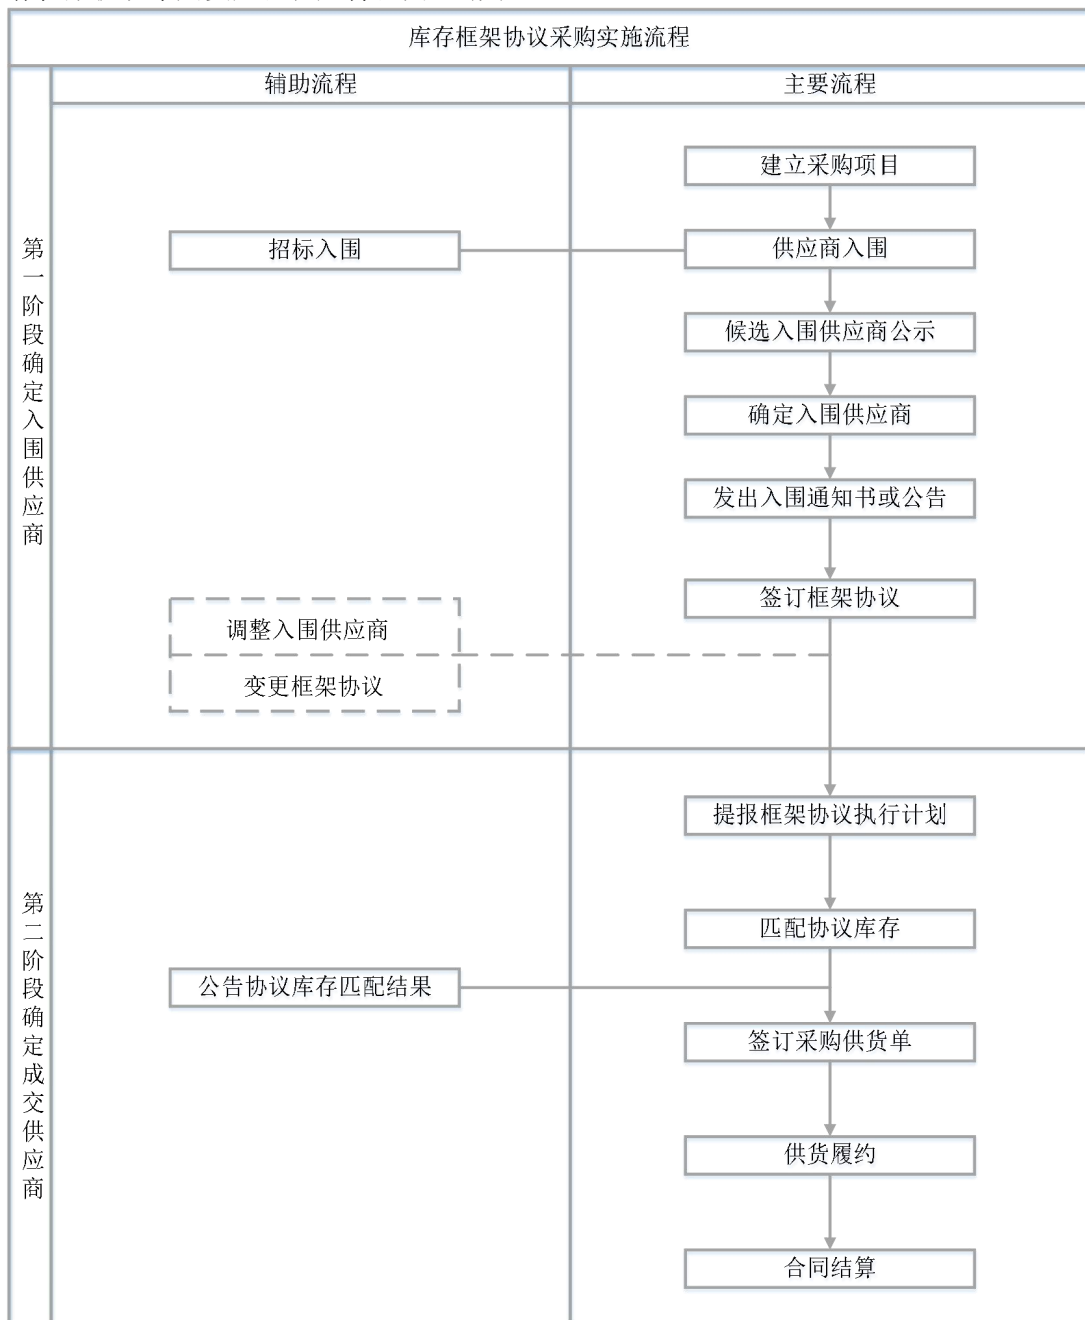 库存框架协议采购实施流程
辅助流程
主要流程
第一阶段确定入围供应商
建立采购项目
招标入围
供应商入围
候选入围供应商公示
确定入围供应商
发出入围通知书或公告
签订框架协议
调整入围供应商
变更框架协议
第二阶段确定成交供应商
提报框架协议执行计划
匹配协议库存
公告协议库存匹配结果
签订采购供货单
供货履约
合同结算